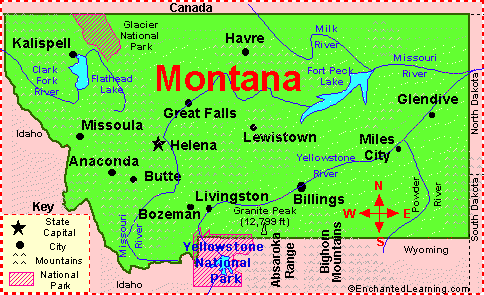 Canada
Glacier
National
Park
Kalispell
Havre
Milk
River
Missouri
River
Clark
Fork
River
Flathead
Lake
Montana
Fort Peck
Lake
Great Falls
Glendive
North Dakota
Idaho
Missoula
Helena
Lewistown
Miles
City
Anaconda
Butte
Yellowstone
River
Billings
Powder
River
South Dakota
Livingston
Bozeman
Granite Peak
(12,799 ft)
N
W
E
S
Missouri
River
Key
State
Capital
City
Mountains
National
Park
Yellowstone
National
Park
Absaroka
Range
Bighorn
Mountains
Wyoming
Idaho
©EnchantedLearning.com